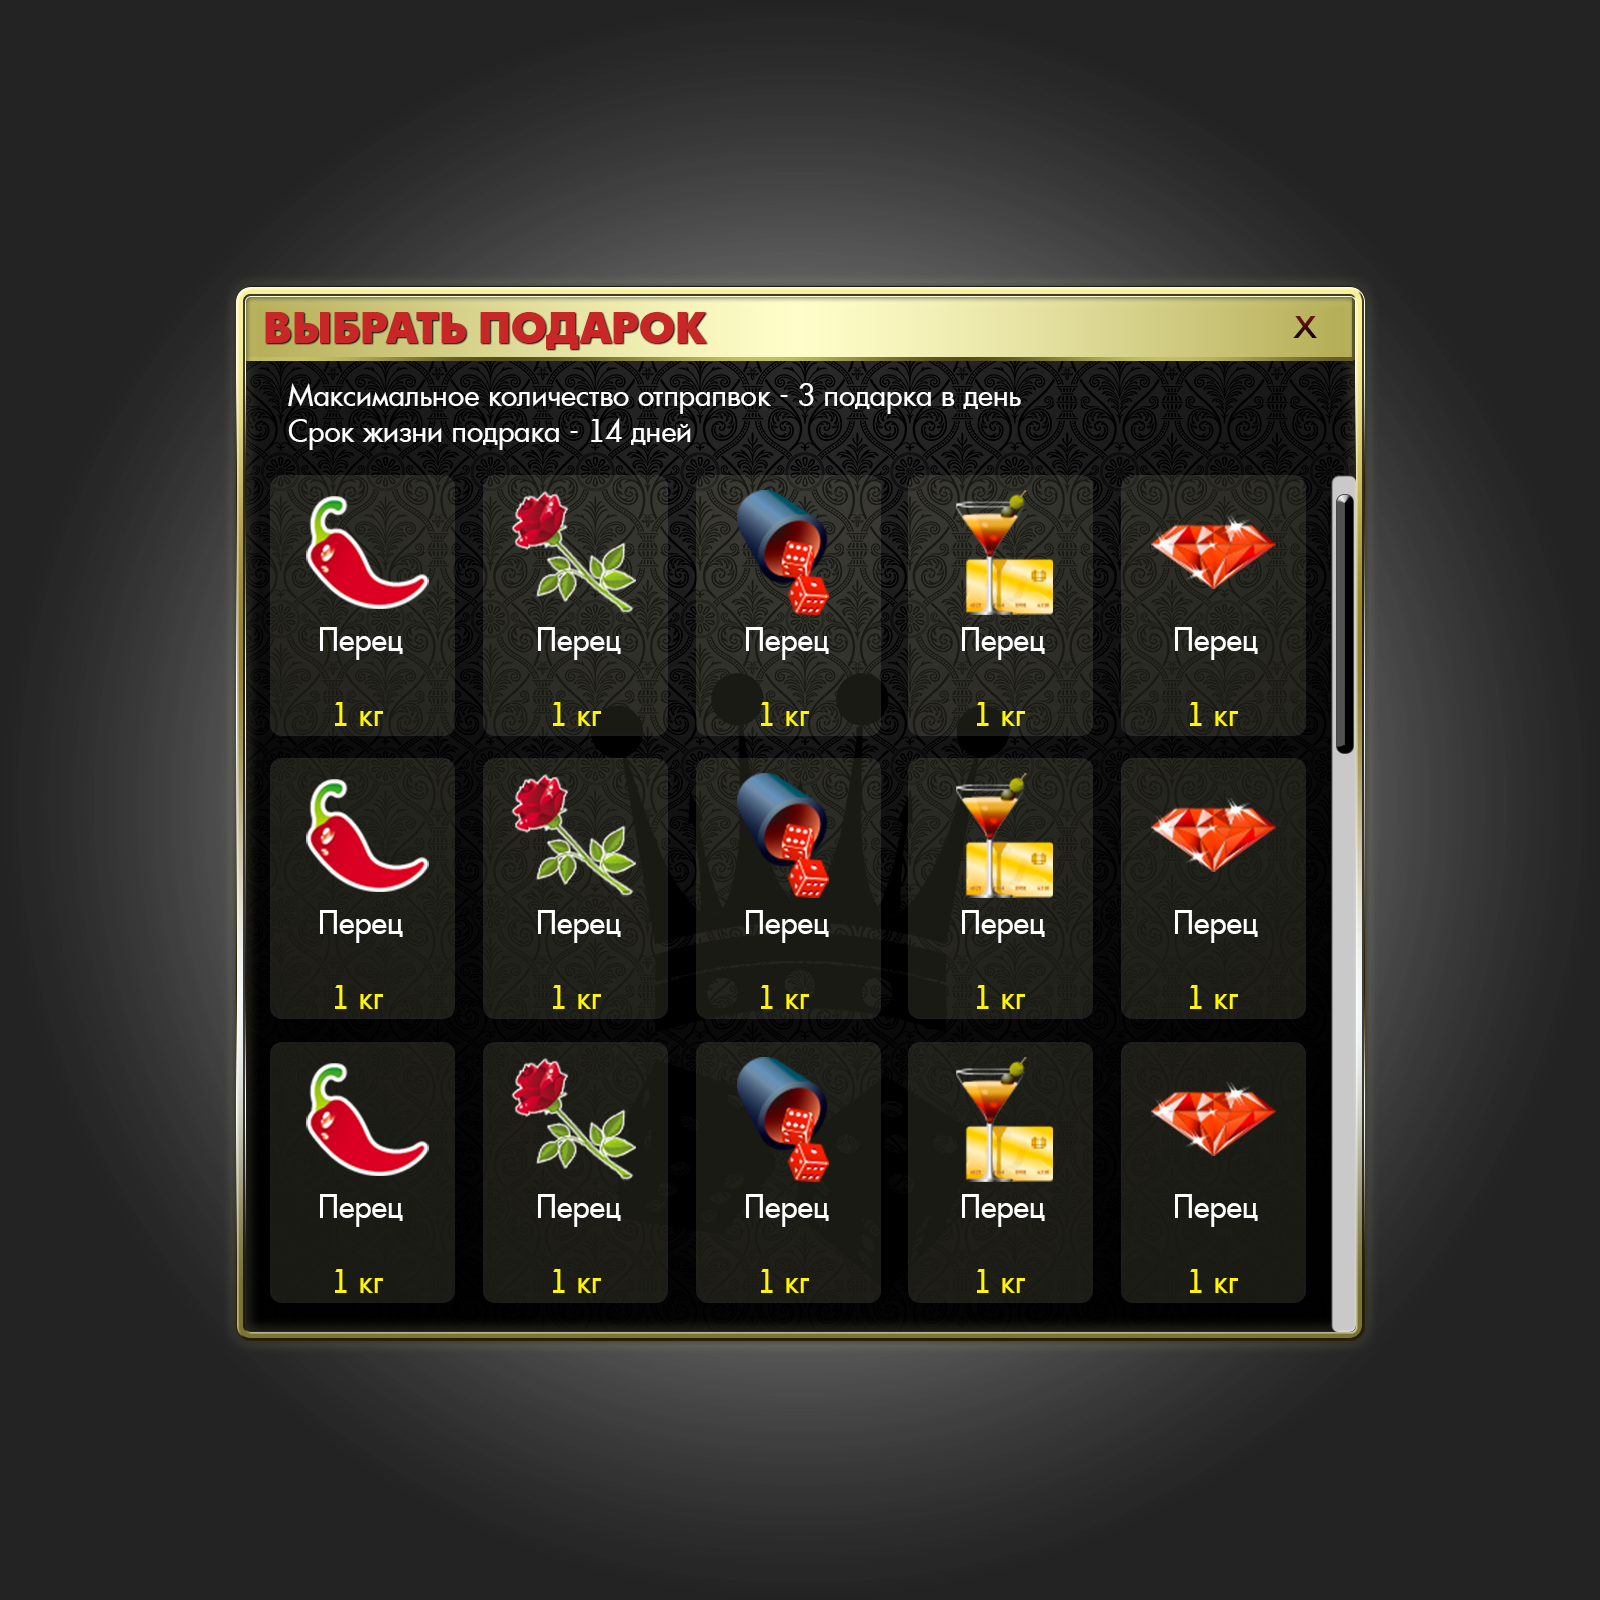 ВЫБРАТЬ ПОДАРОК X
Максимальное количество отпрапвок - 3 подарка в день
Срок жизни подрака - 14 дней
Перец Перец Перец Перец Перец
1 кг 1 кг 1 кг 1 кг 1 кг
Перец Перец Перец Перец Перец
1 кг 1 кг 1 кг 1 кг 1 кг
Перец Перец Перец Перец Перец
1 кг 1 кг 1 кг 1 кг 1 кг